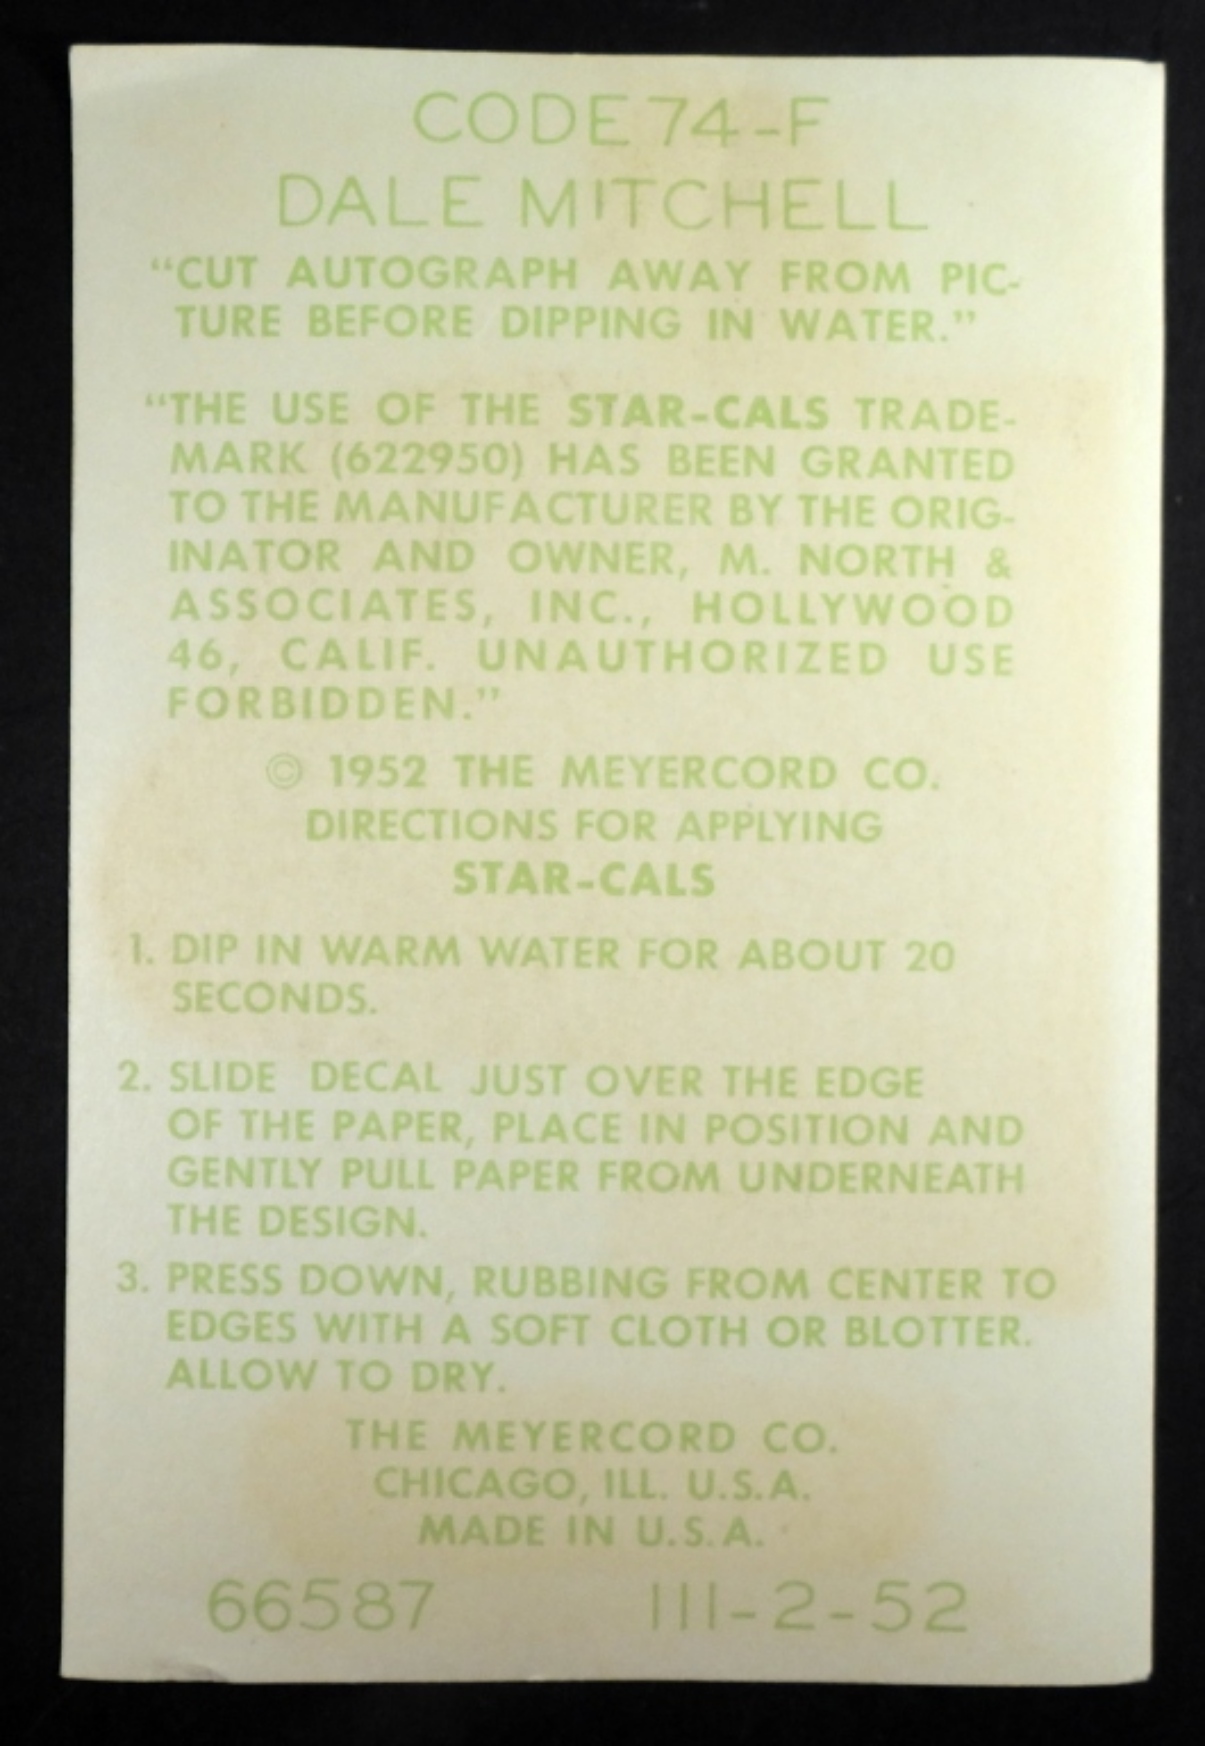 CODE 74-F
DALE MITCHELL
“CUT AUTOGRAPH AWAY FROM PIC-
TURE BEFORE DIPPING IN WATER.”
“THE USE OF THE STAR-CALS TRADE-
MARK (622950) HAS BEEN GRANTED
TO THE MANUFACTURER BY THE ORIG-
INATOR AND OWNER, M. NORTH &
ASSOCIATES, INC., HOLLYWOOD
46, CALIF. UNAUTHORIZED USE
FORBIDDEN.”
© 1952 THE MEYERCORD CO.
DIRECTIONS FOR APPLYING
STAR-CALS
1. DIP IN WARM WATER FOR ABOUT 20
SECONDS.
2. SLIDE DECAL JUST OVER THE EDGE
OF THE PAPER, PLACE IN POSITION AND
GENTLY PULL PAPER FROM UNDERNEATH
THE DESIGN.
3. PRESS DOWN, RUBBING FROM CENTER TO
EDGES WITH A SOFT CLOTH OR BLOTTER.
ALLOW TO DRY.
THE MEYERCORD CO.
CHICAGO, ILL. U.S.A.
MADE IN U.S.A.
66587 III-2-52